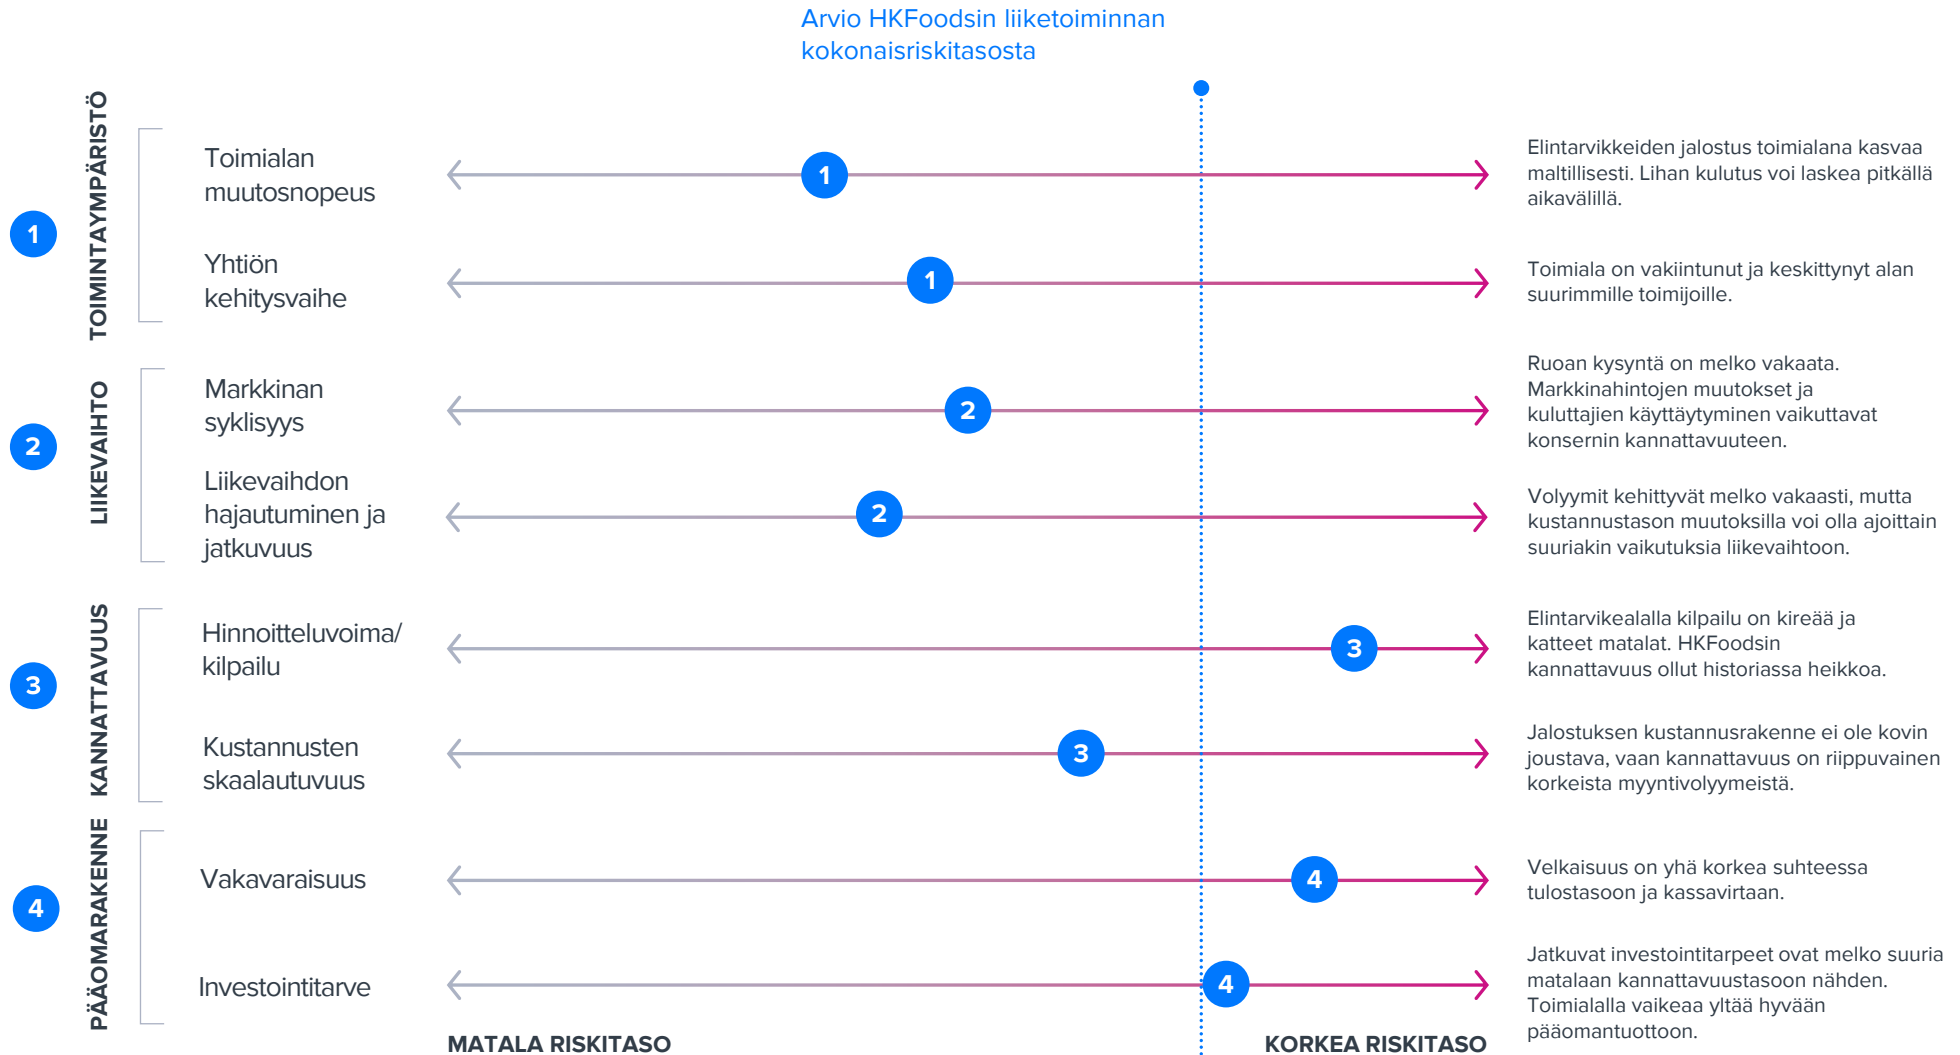 Arvio HKFoodsin liiketoiminnan
kokonaisriskitasosta
1
TOIMINTAYMPÄRISTÖ
Toimialan
muutosnopeus
1
Elintarvikkeiden jalostus toimialana kasvaa
maltillisesti. Lihan kulutus voi laskea pitkällä
aikavälillä.
Yhtiön
kehitysvaihe
1
Toimiala on vakiintunut ja keskittynyt alan
suurimmille toimijoille.
2
LIIKEVAIHTO
Markkinan
syklisyys
2
Ruoan kysyntä on melko vakaata.
Markkinahintojen muutokset ja
kuluttajien käyttäytyminen vaikuttavat
konsernin kannattavuuteen.
Liikevaihdon
hajautuminen ja
jatkuvuus
2
Volyymit kehittyvät melko vakaasti, mutta
kustannustason muutoksilla voi olla ajoittain
suuriakin vaikutuksia liikevaihtoon.
3
KANNATTAVUUS
Hinnoitteluvoima/
kilpailu
3
Elintarvikealalla kilpailu on kireää ja
katteet matalat. HKFoodsin
kannattavuus ollut historiassa heikkoa.
Kustannusten
skaalautuvuus
3
Jalostuksen kustannusrakenne ei ole kovin
joustava, vaan kannattavuus on riippuvainen
korkeista myyntivolyymeistä.
4
PÄÄOMARAKENNE
Vakavaraisuus
4
Velkaisuus on yhä korkea suhteessa
tulostasoon ja kassavirtaan.
Investointitarve
4
Jatkuvat investointitarpeet ovat melko suuria
matalaan kannattavuustasoon nähden.
Toimialalla vaikeaa yltää hyvään
pääomantuottoon.
MATALA RISKITASO
KORKEA RISKITASO